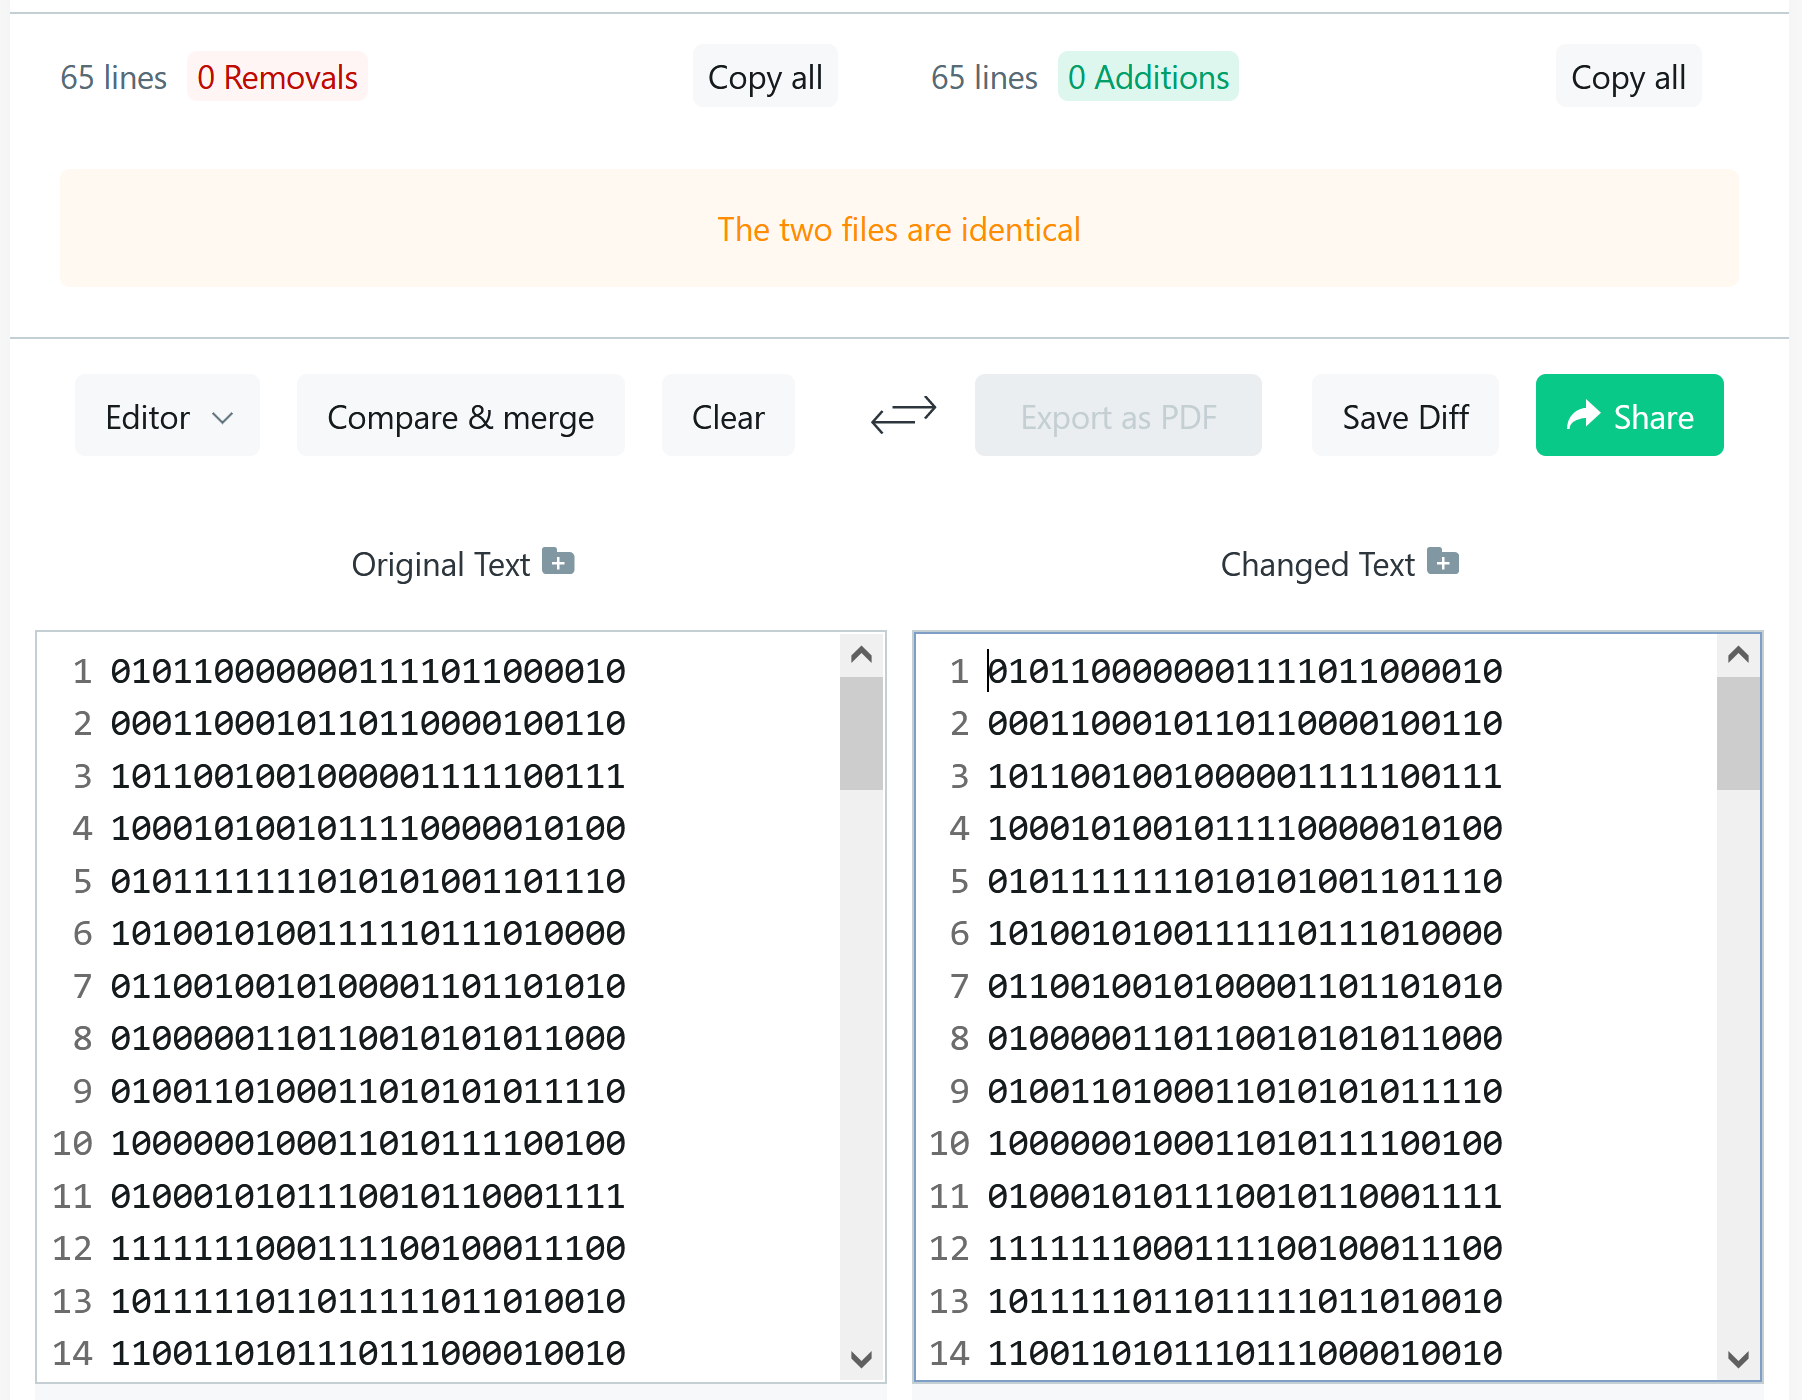 65 lines 0 Removals Copy all 65 lines 0 Additions Copy all
The two files are identical
Editor Compare & merge Clear Export as PDF Save Diff Share
Original Text Changed Text
1 0101100000001111011000010 1 0101100000001111011000010
2 0001100010110110000100110 2 0001100010110110000100110
3 1011001001000001111100111 3 1011001001000001111100111
4 1000101001011110000010100 4 1000101001011110000010100
5 0101111111010101001101110 5 0101111111010101001101110
6 1010010100111110111010000 6 1010010100111110111010000
7 0110010010100001101101010 7 0110010010100001101101010
8 0100000110110010101011000 8 0100000110110010101011000
9 0100110100011010101011110 9 0100110100011010101011110
10 1000000100011010111100100 10 1000000100011010111100100
11 0100010101110010110001111 11 0100010101110010110001111
12 1111111000111100100011100 12 1111111000111100100011100
13 1011111011011111011010010 13 1011111011011111011010010
14 1100110101110111000010010 14 1100110101110111000010010